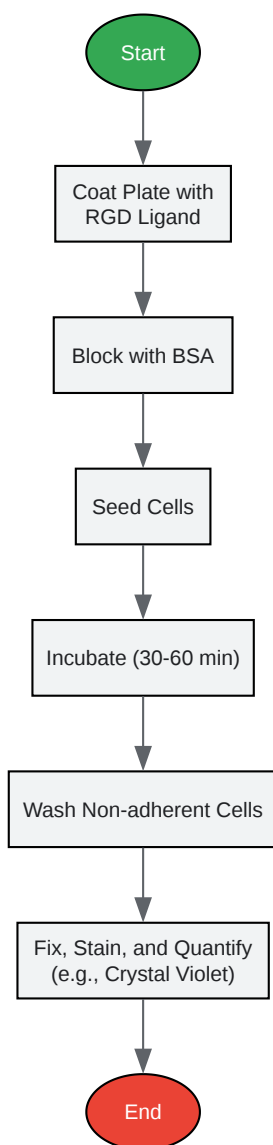 Start
Coat Plate with
RGD Ligand
Block with BSA
Seed Cells
Incubate (30-60 min)
Wash Non-adherent Cells
Fix, Stain, and Quantify
(e.g., Crystal Violet)
End